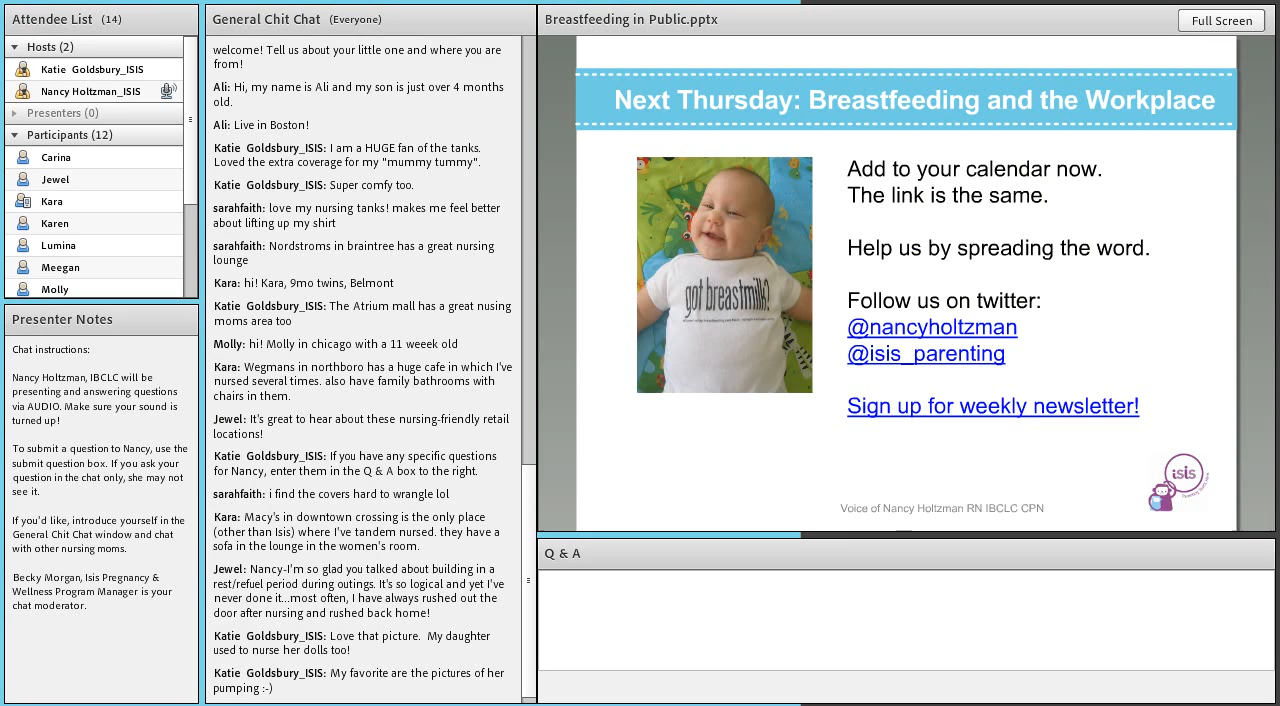 Attendee List (14)
Hosts (2)
Katie Goldsbury_ISIS
Nancy Holtzman_ISIS
Presenters (0)
Participants (12)
Carina
Jewel
Kara
Karen
Lumina
Meegan
Molly
Presenter Notes
Chat instructions:
Nancy Holtzman, IBCLC will be
presenting and answering questions
via AUDIO. Make sure your sound is
turned up!
To submit a question to Nancy, use the
submit question box. If you ask your
question in the chat only, she may not
see it.
If you'd like, introduce yourself in the
General Chit Chat window and chat
with other nursing moms.
Becky Morgan, Isis Pregnancy &
Wellness Program Manager is your
chat moderator.
General Chit Chat (Everyone)
welcome! Tell us about your little one and where you are
from!
Ali: Hi, my name is Ali and my son is just over 4 months
old.
Ali: Live in Boston!
Katie Goldsbury_ISIS: I am a HUGE fan of the tanks.
Loved the extra coverage for my "mummy tummy".
Katie Goldsbury_ISIS: Super comfy too.
sarahfaith: love my nursing tanks! makes me feel better
about lifting up my shirt
sarahfaith: Nordstroms in braintree has a great nursing
lounge
Kara: hi! Kara, 9mo twins, Belmont
Katie Goldsbury_ISIS: The Atrium mall has a great nusing
moms area too
Molly: hi! Molly in chicago with a 11 weeek old
Kara: Wegmans in northboro has a huge cafe in which I've
nursed several times. also have family bathrooms with
chairs in them.
Jewel: It's great to hear about these nursing-friendly retail
locations!
Katie Goldsbury_ISIS: If you have any specific questions
for Nancy, enter them in the Q & A box to the right.
sarahfaith: i find the covers hard to wrangle lol
Kara: Macy's in downtown crossing is the only place
(other than Isis) where I've tandem nursed. they have a
sofa in the lounge in the women's room.
Jewel: Nancy-I'm so glad you talked about building in a
rest/refuel period during outings. It's so logical and yet I've
never done it...most often, I have always rushed out the
door after nursing and rushed back home!
Katie Goldsbury_ISIS: Love that picture. My daughter
used to nurse her dolls too!
Katie Goldsbury_ISIS: My favorite are the pictures of her
pumping :-)
Breastfeeding in Public.pptx
Full Screen
Next Thursday: Breastfeeding and the Workplace
got breastmilk?
Add to your calendar now.
The link is the same.
Help us by spreading the word.
Follow us on twitter:
@nancyholtzman
@isis_parenting
Sign up for weekly newsletter!
isis
Voice of Nancy Holtzman RN IBCLC CPN
Q & A